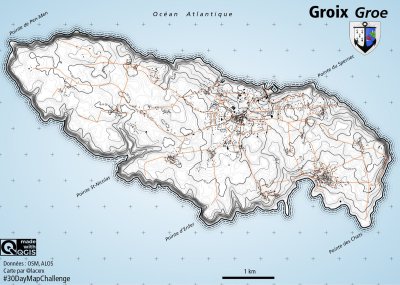 Groix Groe
Océan Atlantique
Pointe de Pen Men
Pointe du Spernec
Pointe St-Nicolas
Pointe d'Enfer
Pointe des Chats
made
with
QGIS
Données : OSM, ALOS
Carte par @lacxni
#30DayMapChallenge
1 km